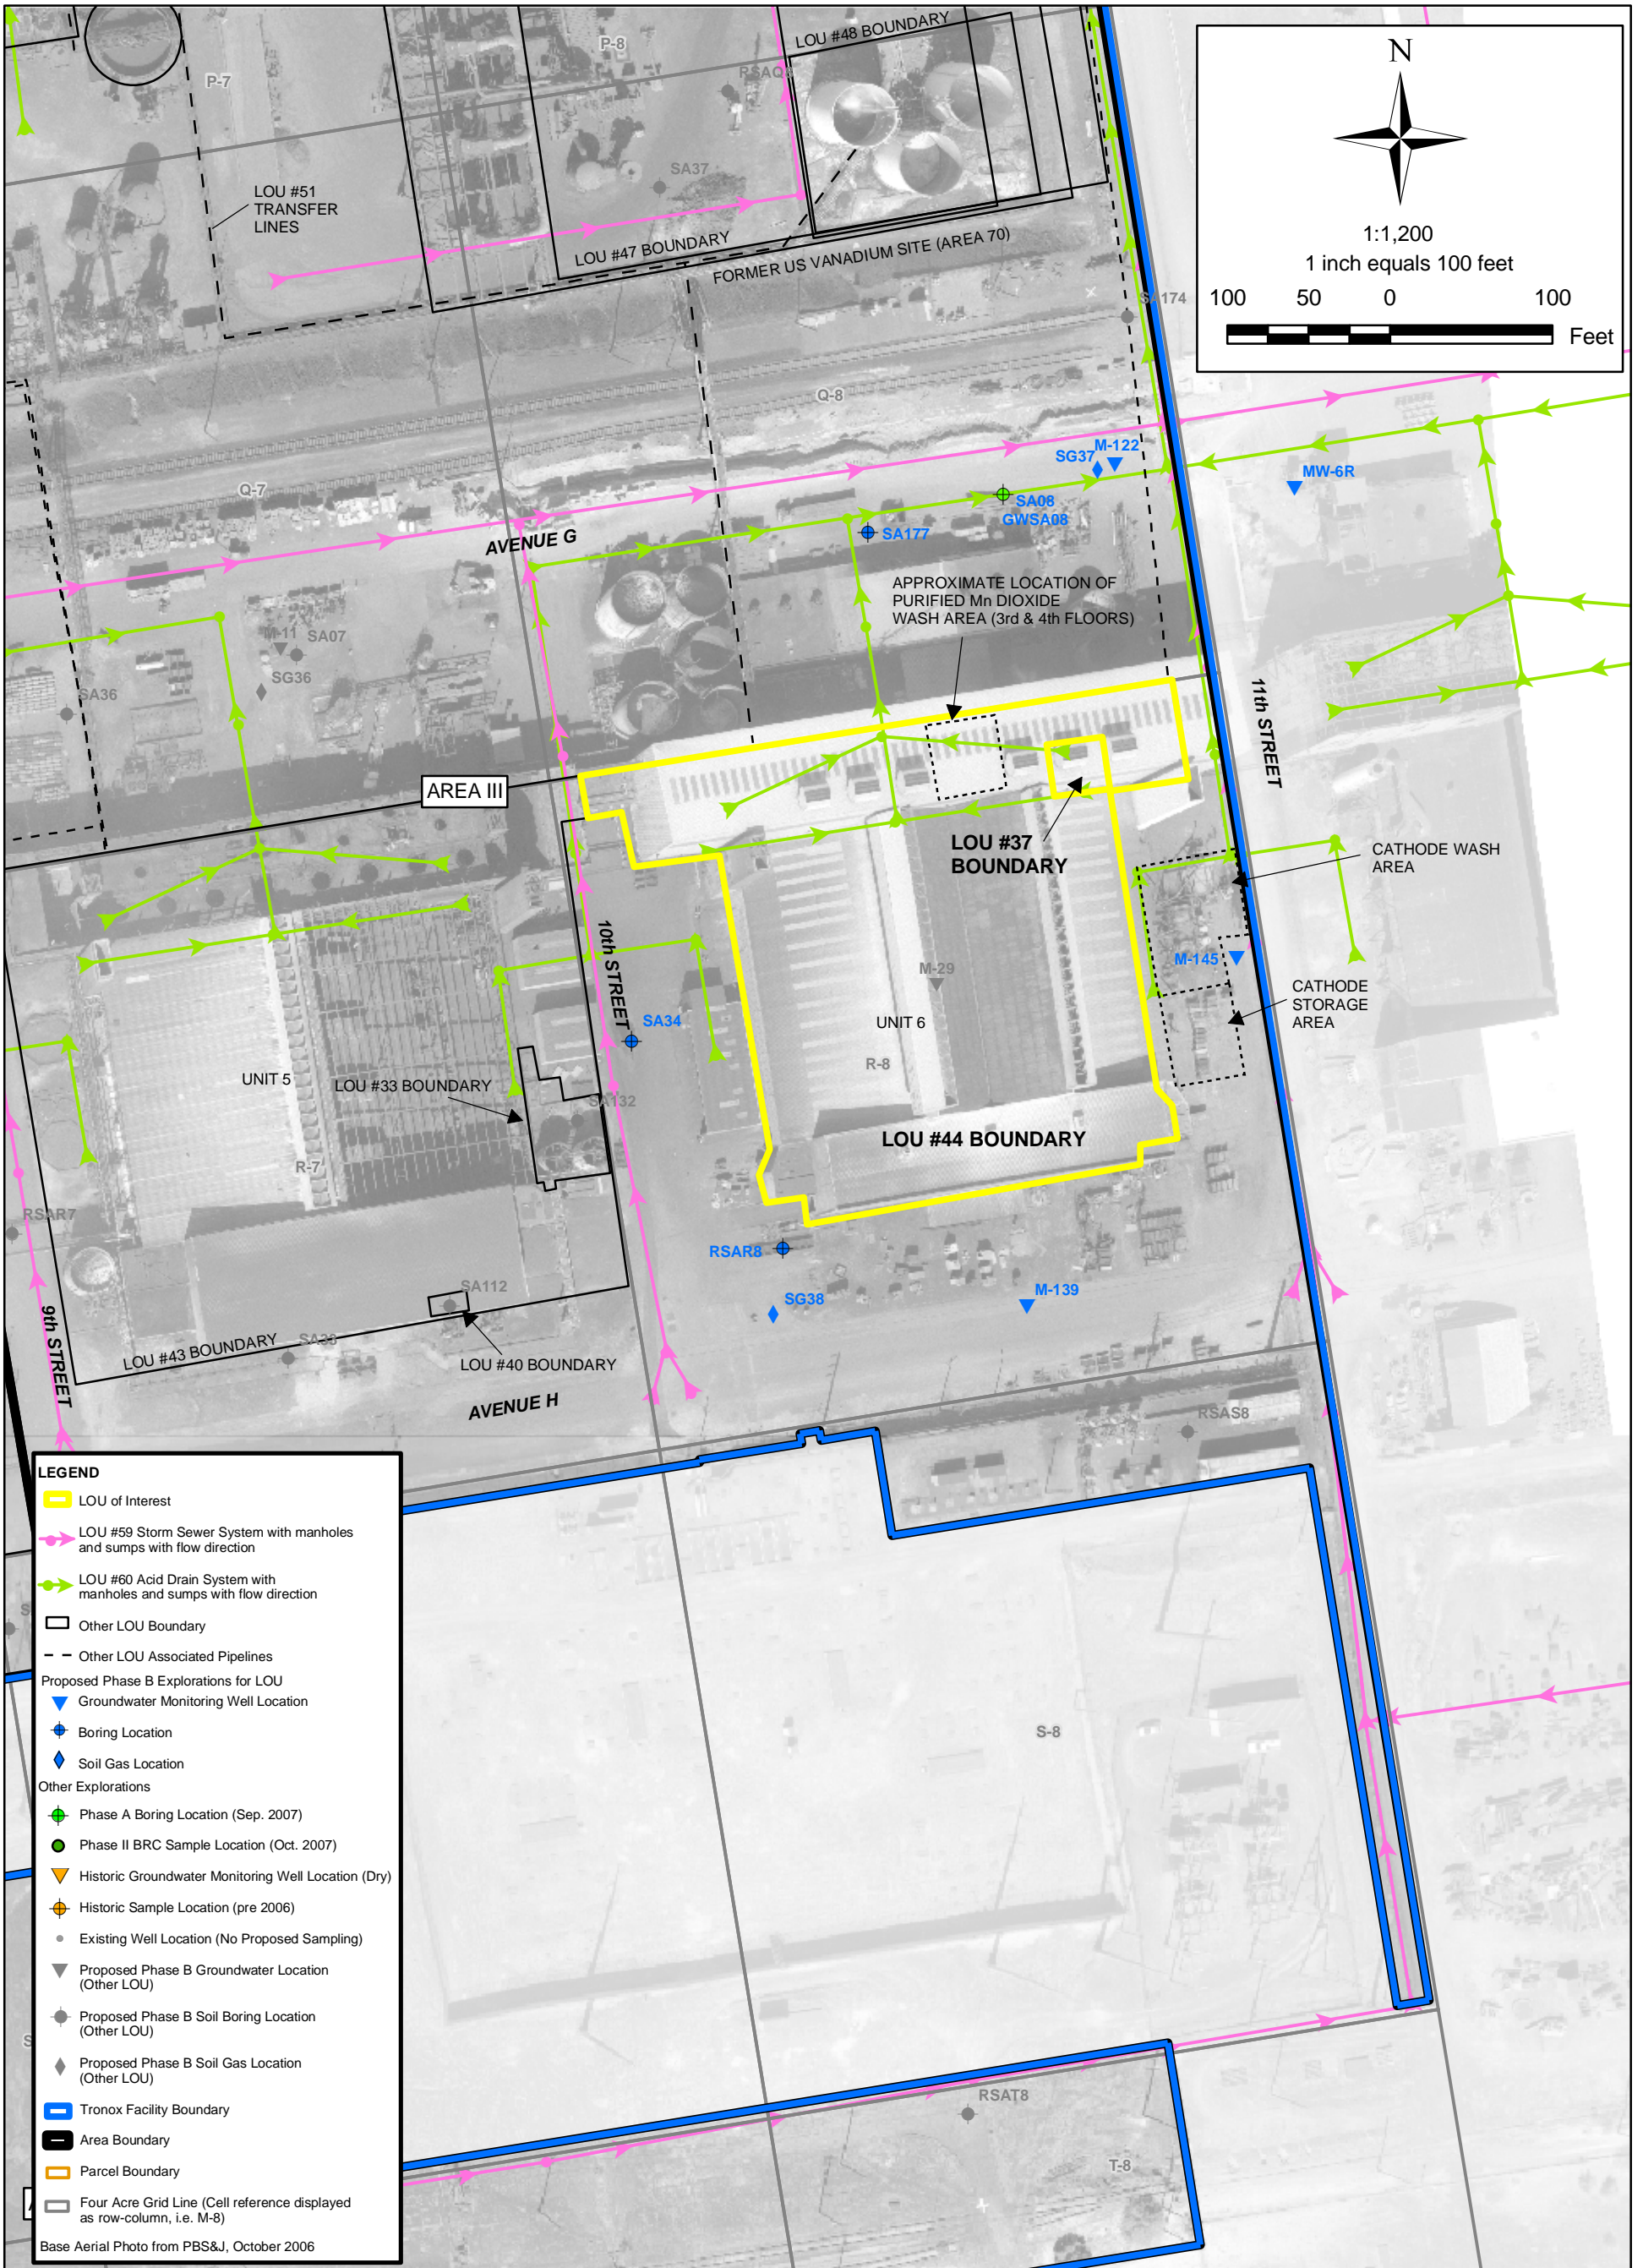 LOU #48 BOUNDARY
P-8
P-7
RSAQ8
SA37
LOU #51
TRANSFER
LINES
LOU #47 BOUNDARY
FORMER US VANADIUM SITE (AREA 70)
SA174
N
1:1,200
1 inch equals 100 feet
100 50 0 100
Feet
Q-8
Q-7
SG37
M-122
MW-6R
SA08
GWSA08
SA177
AVENUE G
APPROXIMATE LOCATION OF
PURIFIED Mn DIOXIDE
WASH AREA (3rd & 4th FLOORS)
M-11
SA07
SG36
SA36
11th STREET
AREA III
LOU #37
BOUNDARY
CATHODE WASH
AREA
10th STREET
M-29
M-145
CATHODE
STORAGE
AREA
SA34
UNIT 6
UNIT 5
R-8
LOU #33 BOUNDARY
SA132
LOU #44 BOUNDARY
R-7
RSAR7
RSAR8
SA112
SG38
M-139
9th STREET
LOU #43 BOUNDARY
SA33
LOU #40 BOUNDARY
AVENUE H
RSAS8
LEGEND
LOU of Interest
LOU #59 Storm Sewer System with manholes
and sumps with flow direction
LOU #60 Acid Drain System with
manholes and sumps with flow direction
Other LOU Boundary
Other LOU Associated Pipelines
Proposed Phase B Explorations for LOU
Groundwater Monitoring Well Location
Boring Location
Soil Gas Location
Other Explorations
Phase A Boring Location (Sep. 2007)
Phase II BRC Sample Location (Oct. 2007)
Historic Groundwater Monitoring Well Location (Dry)
Historic Sample Location (pre 2006)
Existing Well Location (No Proposed Sampling)
Proposed Phase B Groundwater Location
(Other LOU)
Proposed Phase B Soil Boring Location
(Other LOU)
Proposed Phase B Soil Gas Location
(Other LOU)
Tronox Facility Boundary
Area Boundary
Parcel Boundary
Four Acre Grid Line (Cell reference displayed
as row-column, i.e. M-8)
Base Aerial Photo from PBS&J, October 2006
S-8
RSAT8
T-8